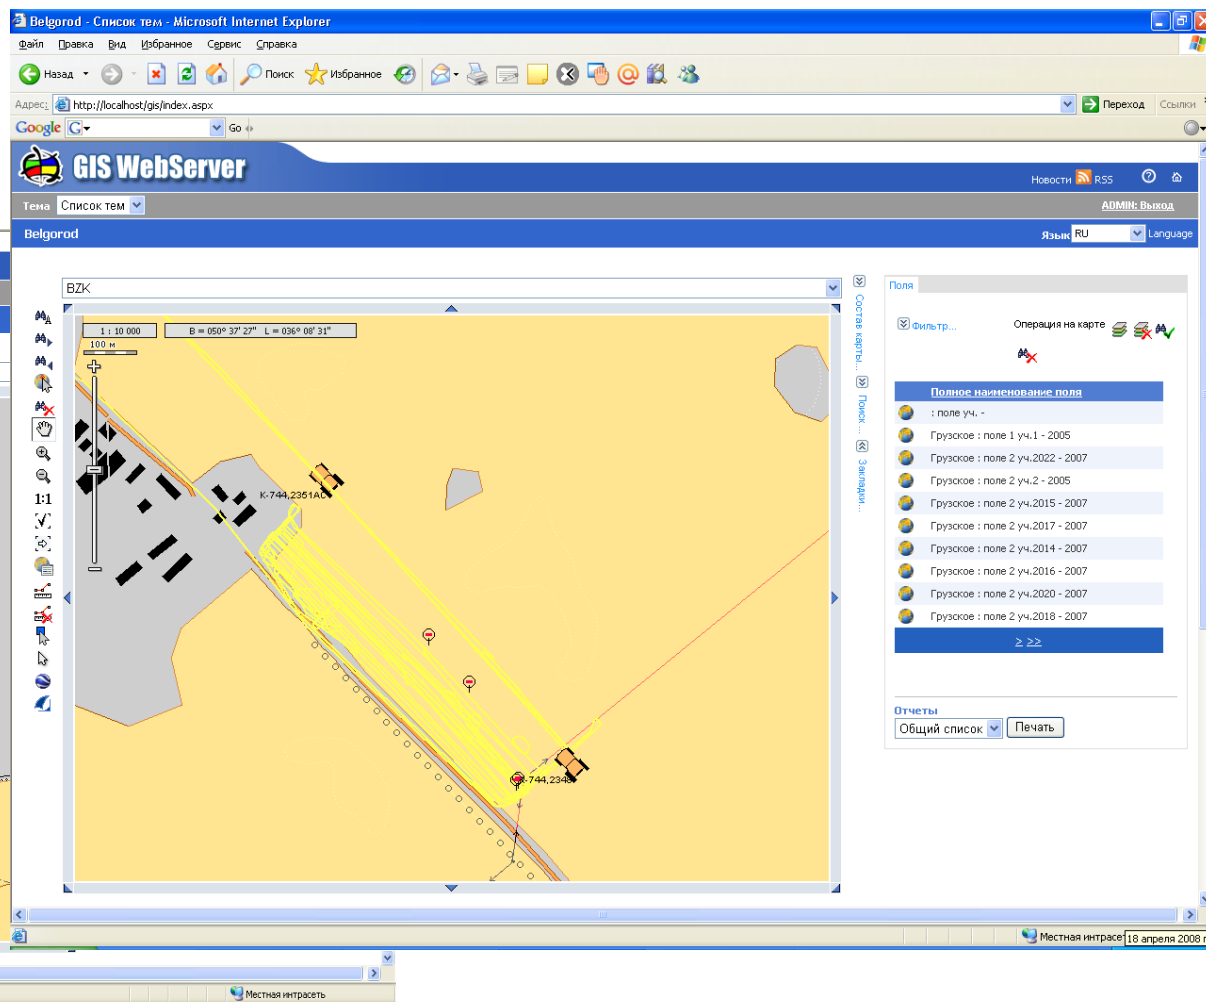 Belgorod - Список тем - Microsoft Internet Explorer
Файл Правка Вид Избранное Сервис Справка
Назад Поиск Избранное
Адрес: http://localhost/gis/index.aspx Переход Ссылки
Google G Go
GIS WebServer
Новости RSS
Тема Список тем ADMIN: Выход
Belgorod Язык RU Language
BZK
1 : 10 000 B = 050° 37' 27" L = 036° 08' 31"
100 м
1:1
К-744,2351АС
К-744,2348
Состав карты...
Поиск ...
Закладки...
Поля
Фильтр... Операция на карте
Полное наименование поля
: поле уч. -
Грузское : поле 1 уч.1 - 2005
Грузское : поле 2 уч.2022 - 2007
Грузское : поле 2 уч.2 - 2005
Грузское : поле 2 уч.2015 - 2007
Грузское : поле 2 уч.2017 - 2007
Грузское : поле 2 уч.2014 - 2007
Грузское : поле 2 уч.2016 - 2007
Грузское : поле 2 уч.2020 - 2007
Грузское : поле 2 уч.2018 - 2007
> >>
Отчеты
Общий список Печать
Местная интрасет
18 апреля 2008 г
Местная интрасеть